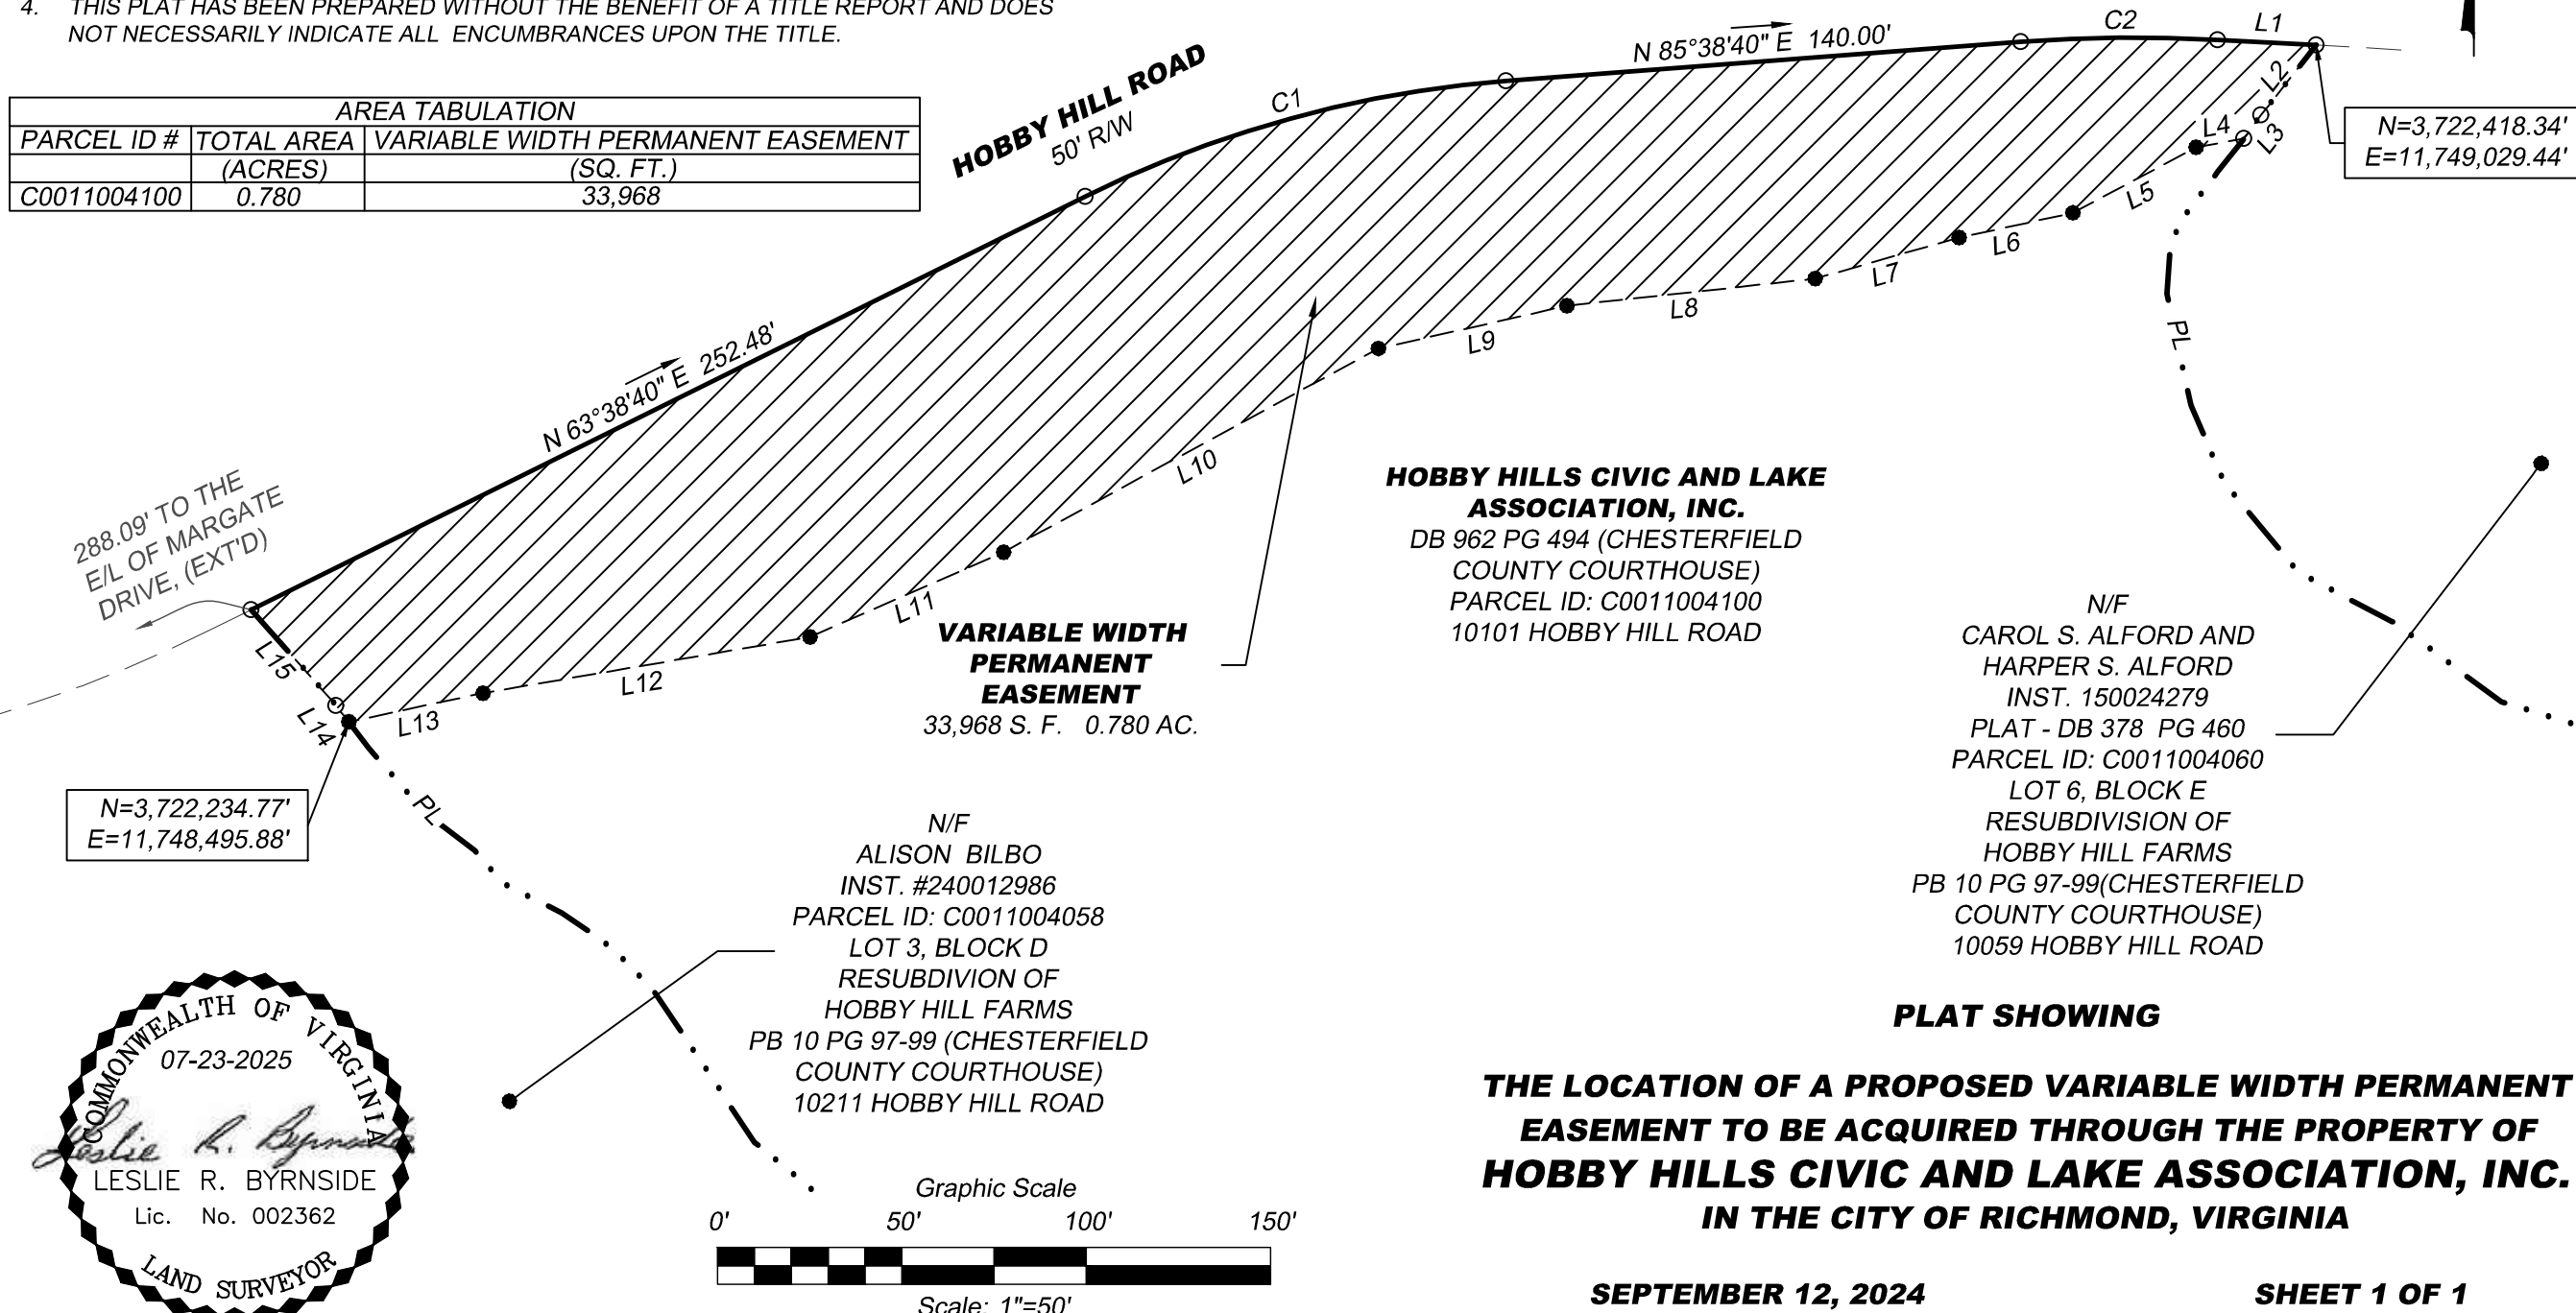 4. THIS PLAT HAS BEEN PREPARED WITHOUT THE BENEFIT OF A TITLE REPORT AND DOES
NOT NECESSARILY INDICATE ALL ENCUMBRANCES UPON THE TITLE.
AREA TABULATION
PARCEL ID # TOTAL AREA VARIABLE WIDTH PERMANENT EASEMENT
(ACRES) (SQ. FT.)
C0011004100 0.780 33,968
HOBBY HILL ROAD
50' R/W
C1
N 85°38'40" E 140.00'
C2
L1
L2
L3
L4
L5
L6
L7
L8
L9
L10
L11
L12
L13
L14
L15
N=3,722,418.34'
E=11,749,029.44'
N 63°38'40" E 252.48'
288.09' TO THE
E/L OF MARGATE
DRIVE, (EXT'D)
PL
HOBBY HILLS CIVIC AND LAKE
ASSOCIATION, INC.
DB 962 PG 494 (CHESTERFIELD
COUNTY COURTHOUSE)
PARCEL ID: C0011004100
10101 HOBBY HILL ROAD
VARIABLE WIDTH
PERMANENT
EASEMENT
33,968 S. F. 0.780 AC.
N/F
CAROL S. ALFORD AND
HARPER S. ALFORD
INST. 150024279
PLAT - DB 378 PG 460
PARCEL ID: C0011004060
LOT 6, BLOCK E
RESUBDIVISION OF
HOBBY HILL FARMS
PB 10 PG 97-99(CHESTERFIELD
COUNTY COURTHOUSE)
10059 HOBBY HILL ROAD
N=3,722,234.77'
E=11,748,495.88'
PL
N/F
ALISON BILBO
INST. #240012986
PARCEL ID: C0011004058
LOT 3, BLOCK D
RESUBDIVION OF
HOBBY HILL FARMS
PB 10 PG 97-99 (CHESTERFIELD
COUNTY COURTHOUSE)
10211 HOBBY HILL ROAD
COMMONWEALTH OF VIRGINIA
07-23-2025
Leslie R. Byrnside
LESLIE R. BYRNSIDE
Lic. No. 002362
LAND SURVEYOR
Graphic Scale
0' 50' 100' 150'
Scale: 1"=50'
PLAT SHOWING
THE LOCATION OF A PROPOSED VARIABLE WIDTH PERMANENT
EASEMENT TO BE ACQUIRED THROUGH THE PROPERTY OF
HOBBY HILLS CIVIC AND LAKE ASSOCIATION, INC.
IN THE CITY OF RICHMOND, VIRGINIA
SEPTEMBER 12, 2024 SHEET 1 OF 1